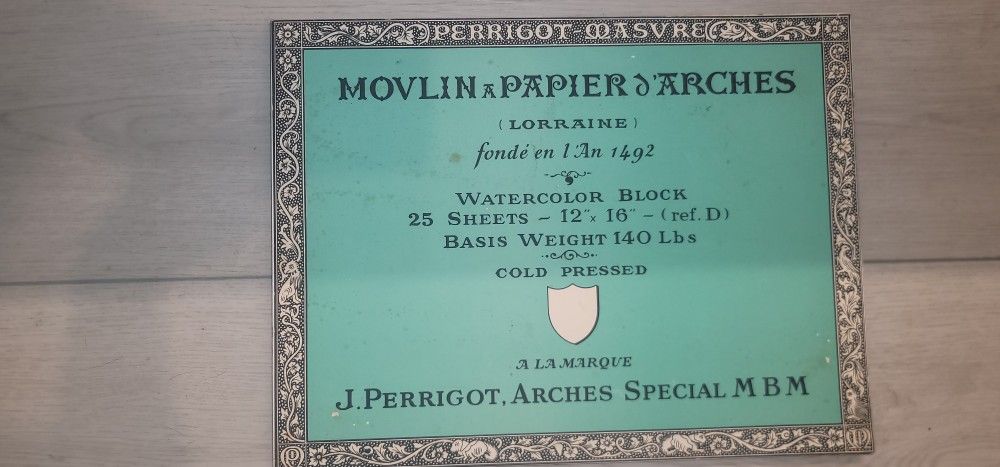 PERRIGOT-MASVRE
MOVLIN A PAPIER d'ARCHES
(LORRAINE)
fondé en l'An 1492
WATERCOLOR BLOCK
25 SHEETS - 12"x 16" - (ref. D)
BASIS WEIGHT 140 Lbs
COLD PRESSED
A LA MARQUE
J. PERRIGOT, ARCHES SPECIAL M B M